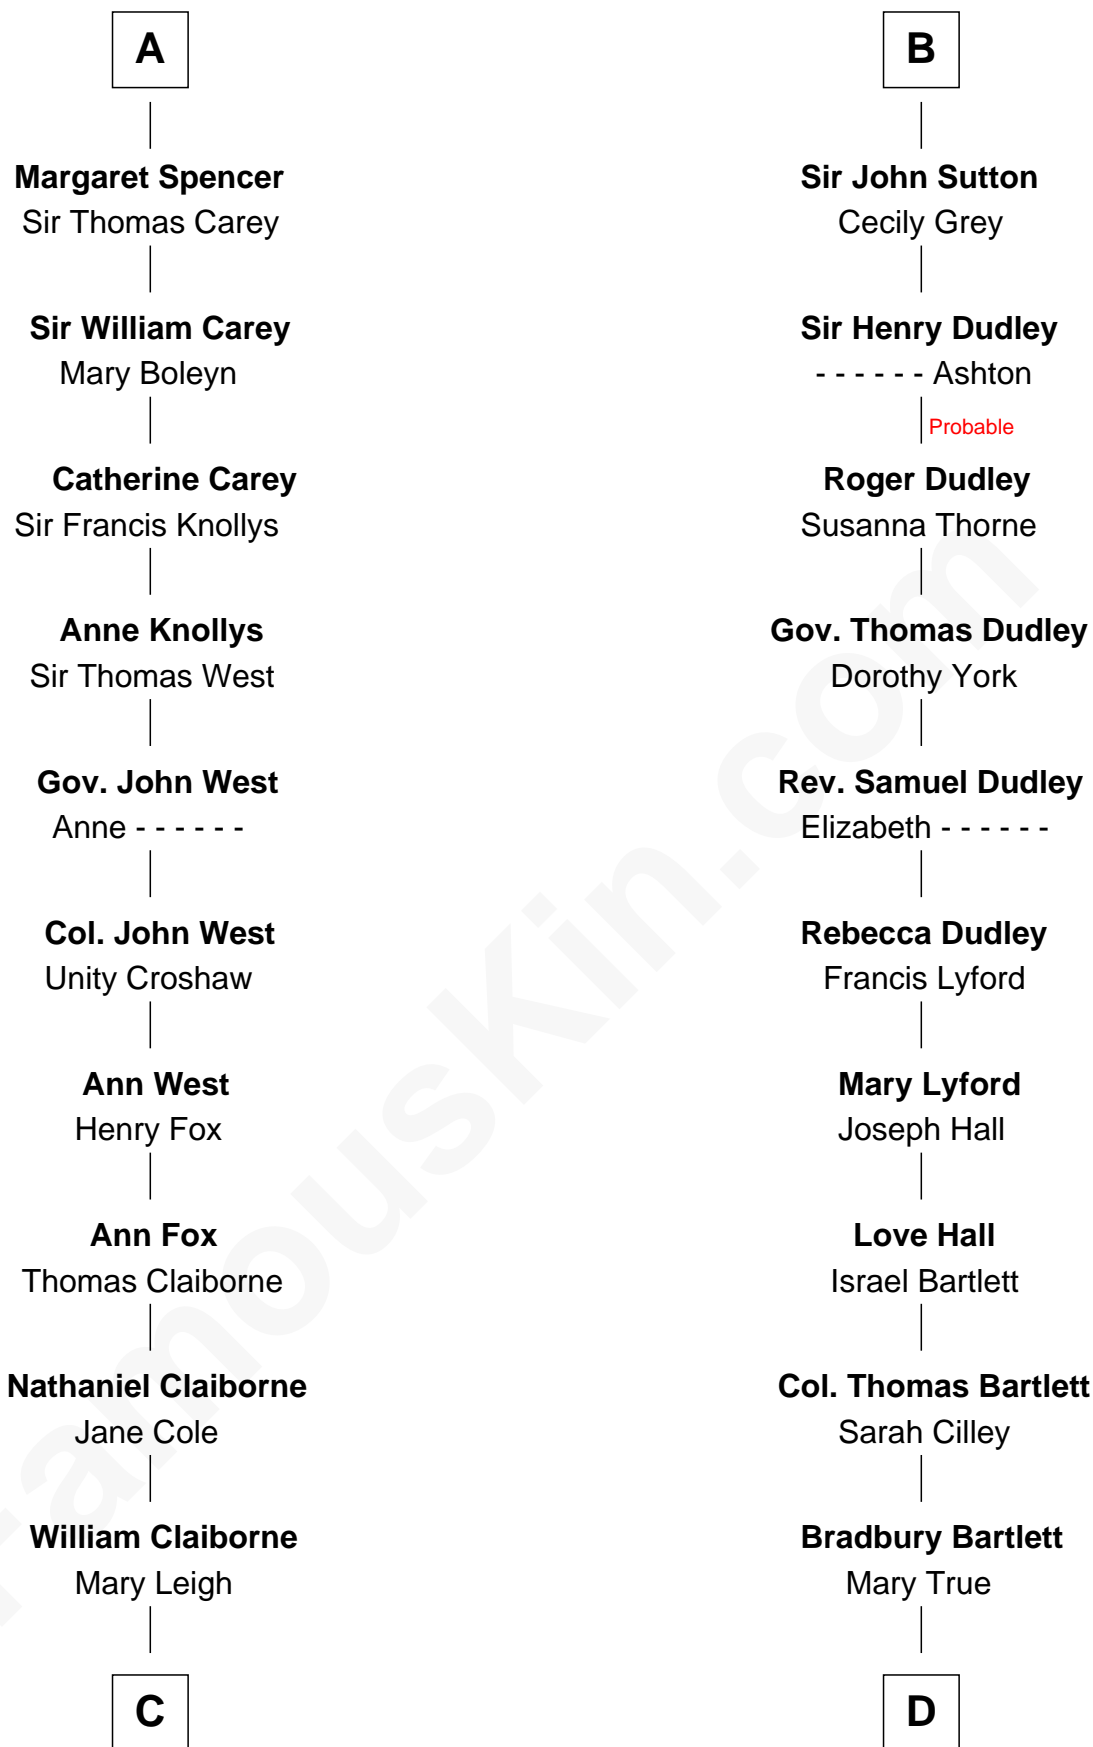 A
Margaret Spencer
Sir Thomas Carey
Sir William Carey
Mary Boleyn
Catherine Carey
Sir Francis Knollys
Anne Knollys
Sir Thomas West
Gov. John West
Anne - - - - - -
Col. John West
Unity Croshaw
Ann West
Henry Fox
Ann Fox
Thomas Claiborne
Nathaniel Claiborne
Jane Cole
William Claiborne
Mary Leigh
C
B
Sir John Sutton
Cecily Grey
Sir Henry Dudley
- - - - - - Ashton
Probable
Roger Dudley
Susanna Thorne
Gov. Thomas Dudley
Dorothy York
Rev. Samuel Dudley
Elizabeth - - - - - -
Rebecca Dudley
Francis Lyford
Mary Lyford
Joseph Hall
Love Hall
Israel Bartlett
Col. Thomas Bartlett
Sarah Cilley
Bradbury Bartlett
Mary True
D
FamousKin.com